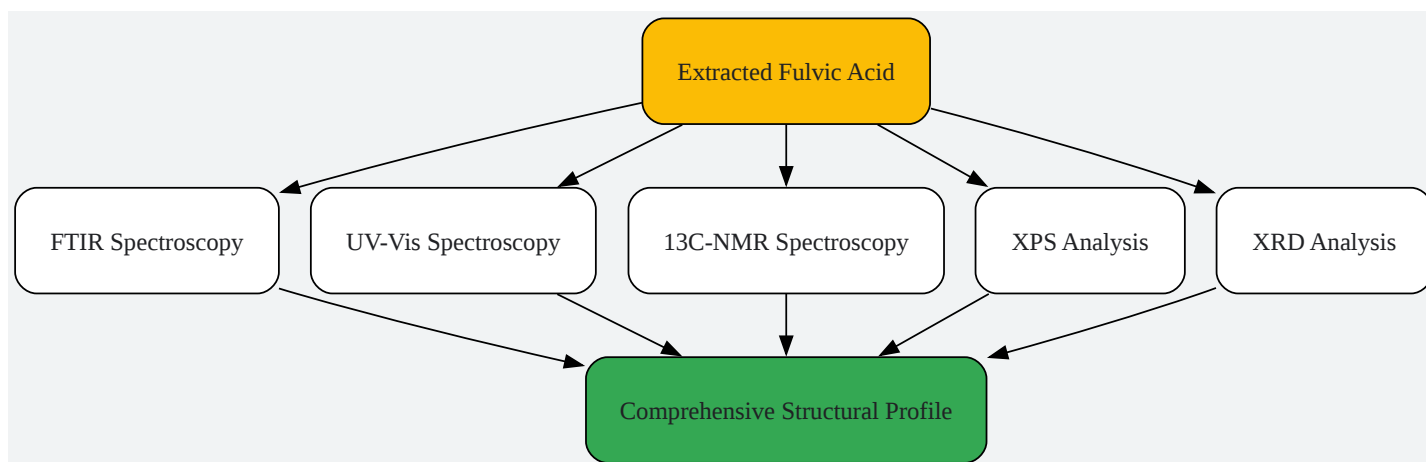 Extracted Fulvic Acid
FTIR Spectroscopy
UV-Vis Spectroscopy
13C-NMR Spectroscopy
XPS Analysis
XRD Analysis
Comprehensive Structural Profile